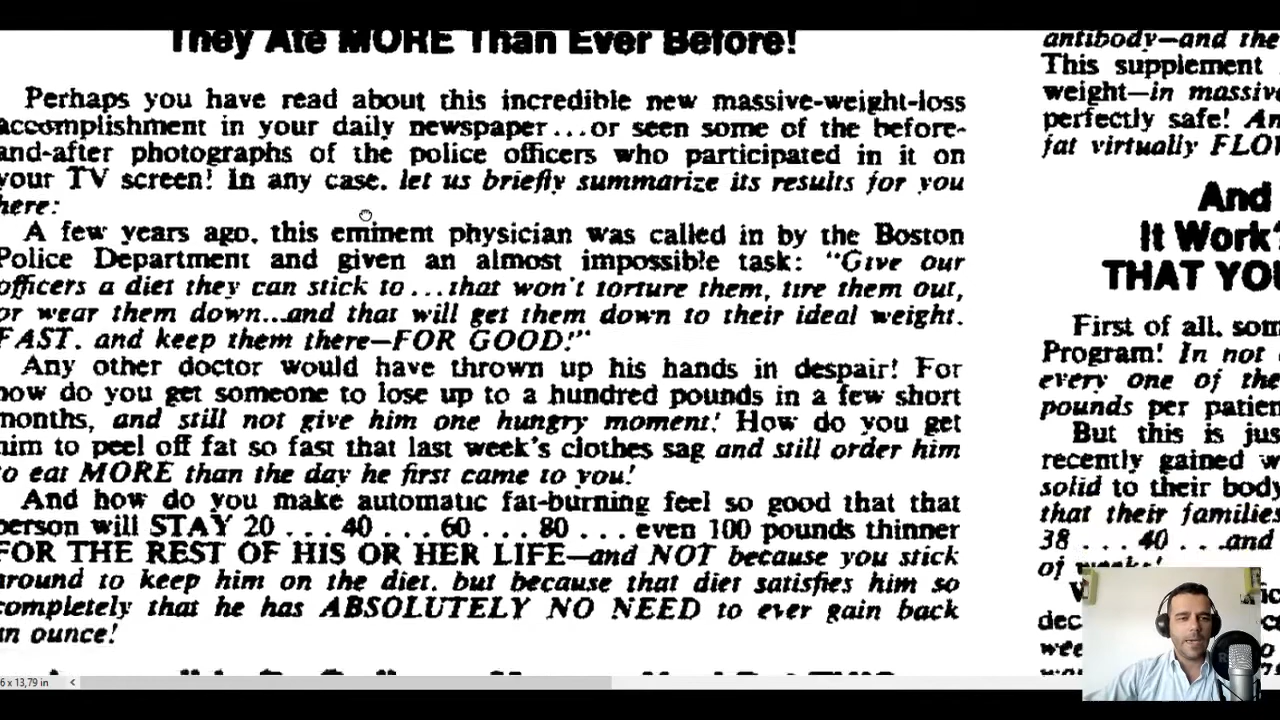 They Ate MORE Than Ever Before!
Perhaps you have read about this incredible new massive-weight-loss
accomplishment in your daily newspaper...or seen some of the before-
and-after photographs of the police officers who participated in it on
your TV screen! In any case, let us briefly summarize its results for you
here:
A few years ago, this eminent physician was called in by the Boston
Police Department and given an almost impossible task: "Give our
officers a diet they can stick to...that won't torture them, tire them out,
or wear them down...and that will get them down to their ideal weight.
FAST, and keep them there—FOR GOOD!"
Any other doctor would have thrown up his hands in despair! For
how do you get someone to lose up to a hundred pounds in a few short
months, and still not give him one hungry moment! How do you get
him to peel off fat so fast that last week's clothes sag and still order him
to eat MORE than the day he first came to you!
And how do you make automatic fat-burning feel so good that that
person will STAY 20 ... 40 ... 60 ... 80 ... even 100 pounds thinner
FOR THE REST OF HIS OR HER LIFE—and NOT because you stick
around to keep him on the diet, but because that diet satisfies him so
completely that he has ABSOLUTELY NO NEED to ever gain back
an ounce!
antibody—and the
This supplement
weight—in massive
perfectly safe! An
fat virtually FLOW
And
It Work?
THAT YOU
First of all, som
Program! In not
every one of the
pounds per patien
But this is jus
recently gained w
solid to their body
that their families
38 .... 40 ...and
of weeks!
dec
wee
6 x 13,79 in